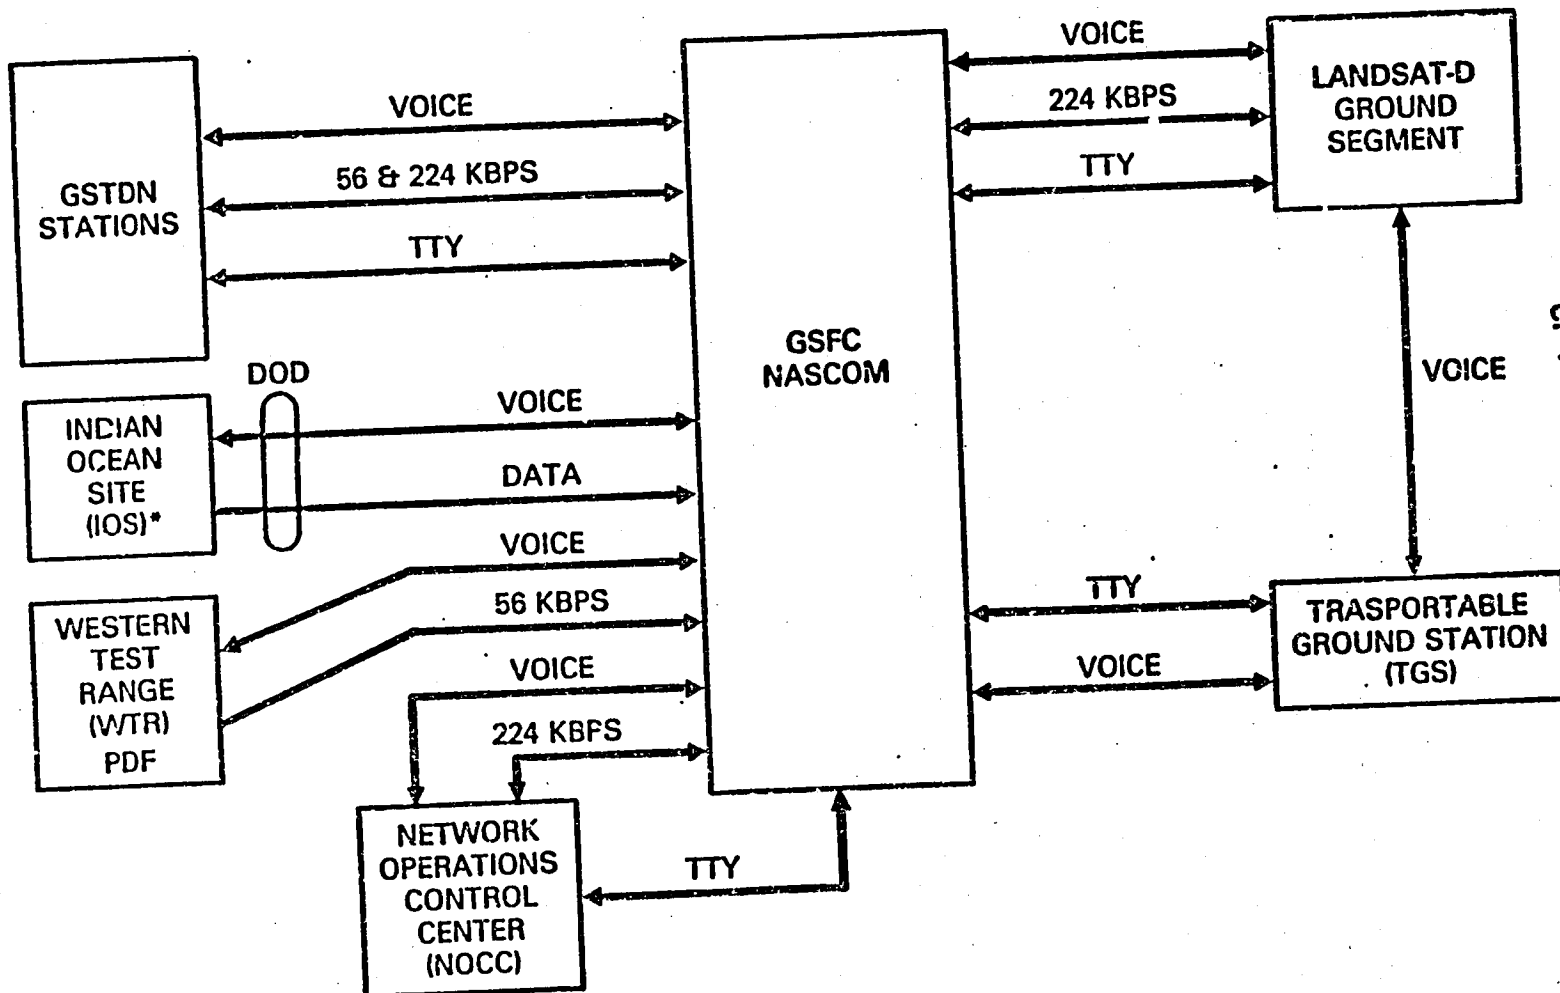 GSTDN
STATIONS
VOICE
56 & 224 KBPS
TTY
DOD
INDIAN
OCEAN
SITE
(IOS)*
VOICE
DATA
WESTERN
TEST
RANGE
(WTR)
PDF
VOICE
56 KBPS
VOICE
224 KBPS
NETWORK
OPERATIONS
CONTROL
CENTER
(NOCC)
TTY
GSFC
NASCOM
VOICE
224 KBPS
TTY
LANDSAT-D
GROUND
SEGMENT
VOICE
TTY
VOICE
TRASPORTABLE
GROUND STATION
(TGS)